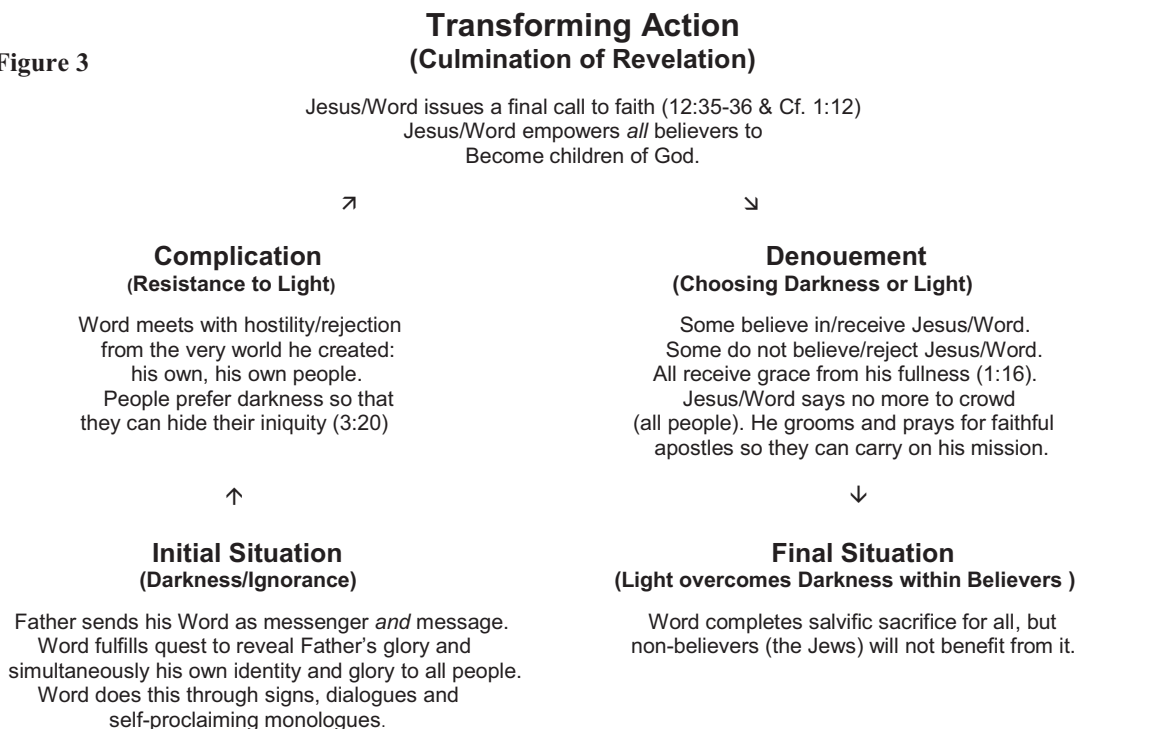 Transforming Action
(Culmination of Revelation)
Figure 3
Jesus/Word issues a final call to faith (12:35-36 & Cf. 1:12)
Jesus/Word empowers all believers to
Become children of God.
↗ ↘
Complication
(Resistance to Light)
Word meets with hostility/rejection
from the very world he created:
his own, his own people.
People prefer darkness so that
they can hide their iniquity (3:20)
Denouement
(Choosing Darkness or Light)
Some believe in/receive Jesus/Word.
Some do not believe/reject Jesus/Word.
All receive grace from his fullness (1:16).
Jesus/Word says no more to crowd
(all people). He grooms and prays for faithful
apostles so they can carry on his mission.
↑ ↓
Initial Situation
(Darkness/Ignorance)
Father sends his Word as messenger and message.
Word fulfills quest to reveal Father's glory and
simultaneously his own identity and glory to all people.
Word does this through signs, dialogues and
self-proclaiming monologues.
Final Situation
(Light overcomes Darkness within Believers )
Word completes salvific sacrifice for all, but
non-believers (the Jews) will not benefit from it.